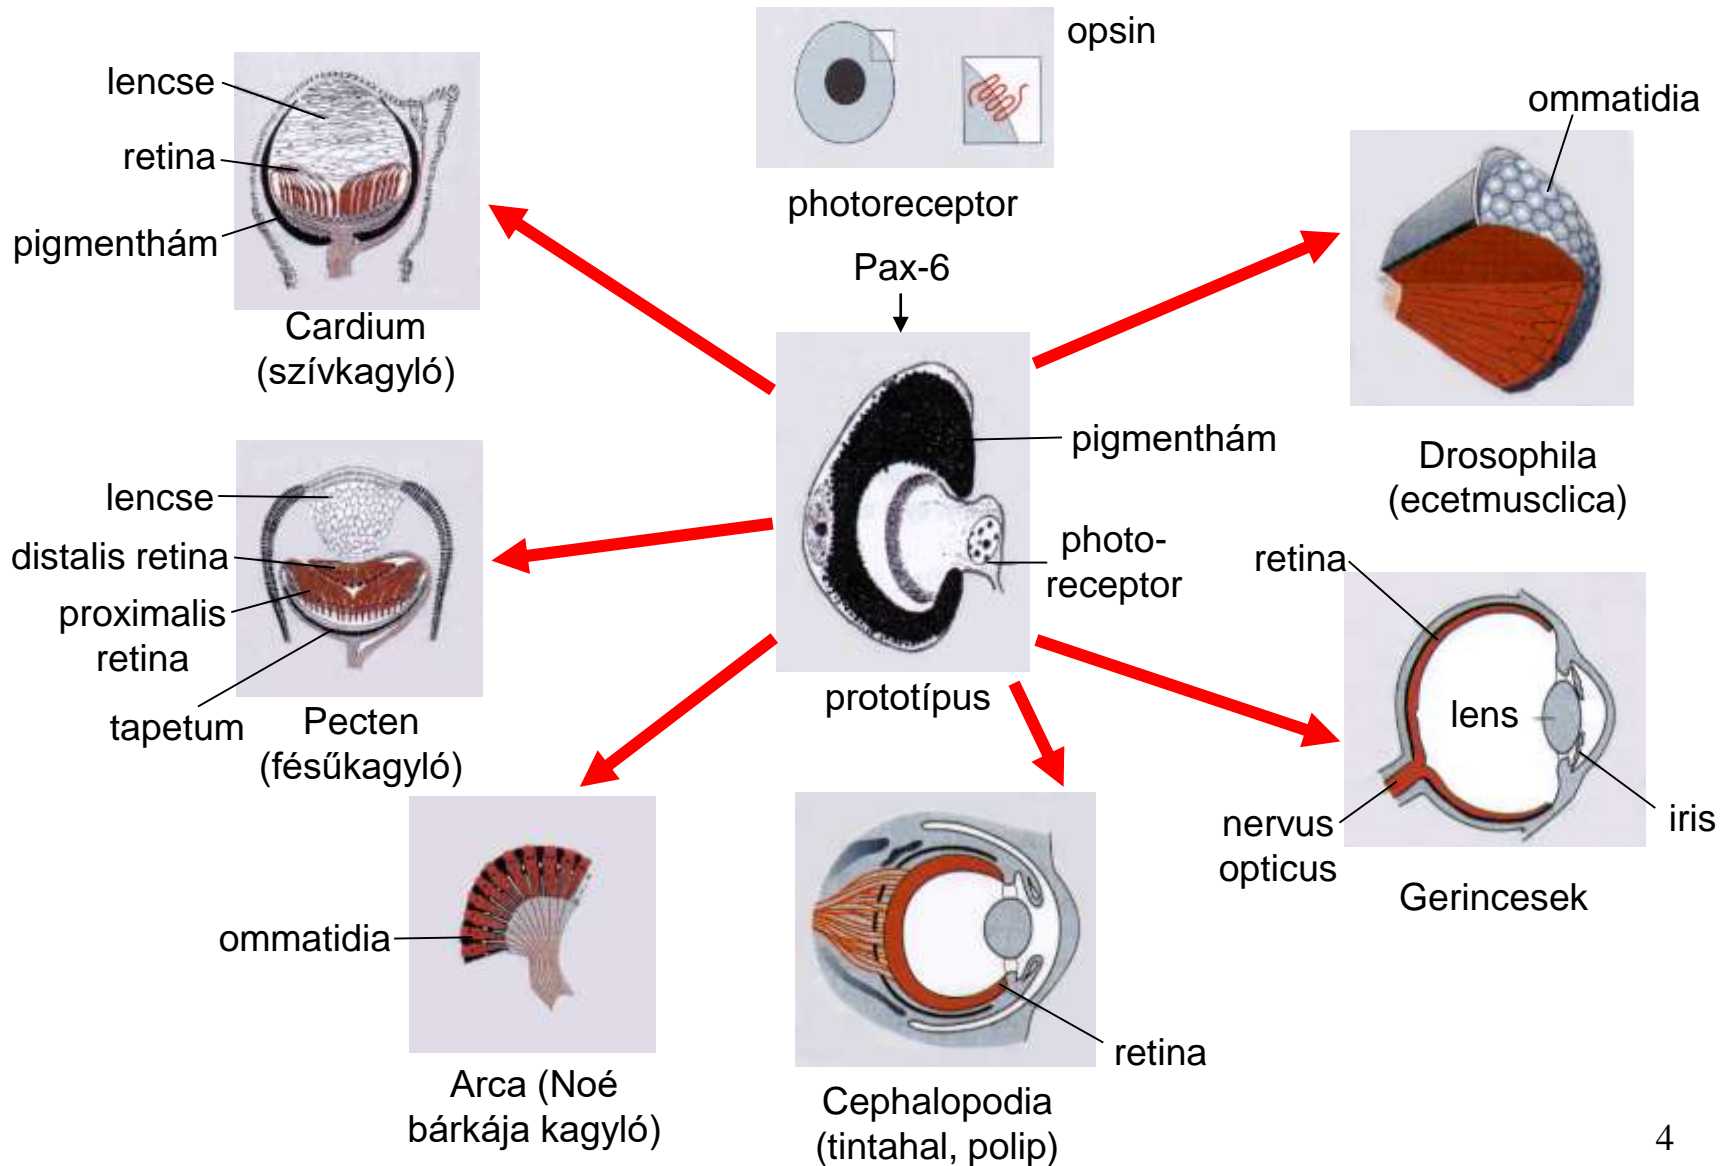 opsin
photoreceptor
Pax-6
lencse
retina
pigmenthám
Cardium
(szívkagyló)
ommatidia
Drosophila
(ecetmusclica)
pigmenthám
photo-
receptor
prototípus
lencse
distalis retina
proximalis
retina
tapetum
Pecten
(fésűkagyló)
retina
lens
nervus
opticus
iris
Gerincesek
ommatidia
Arca (Noé
bárkája kagyló)
retina
Cephalopodia
(tintahal, polip)
4